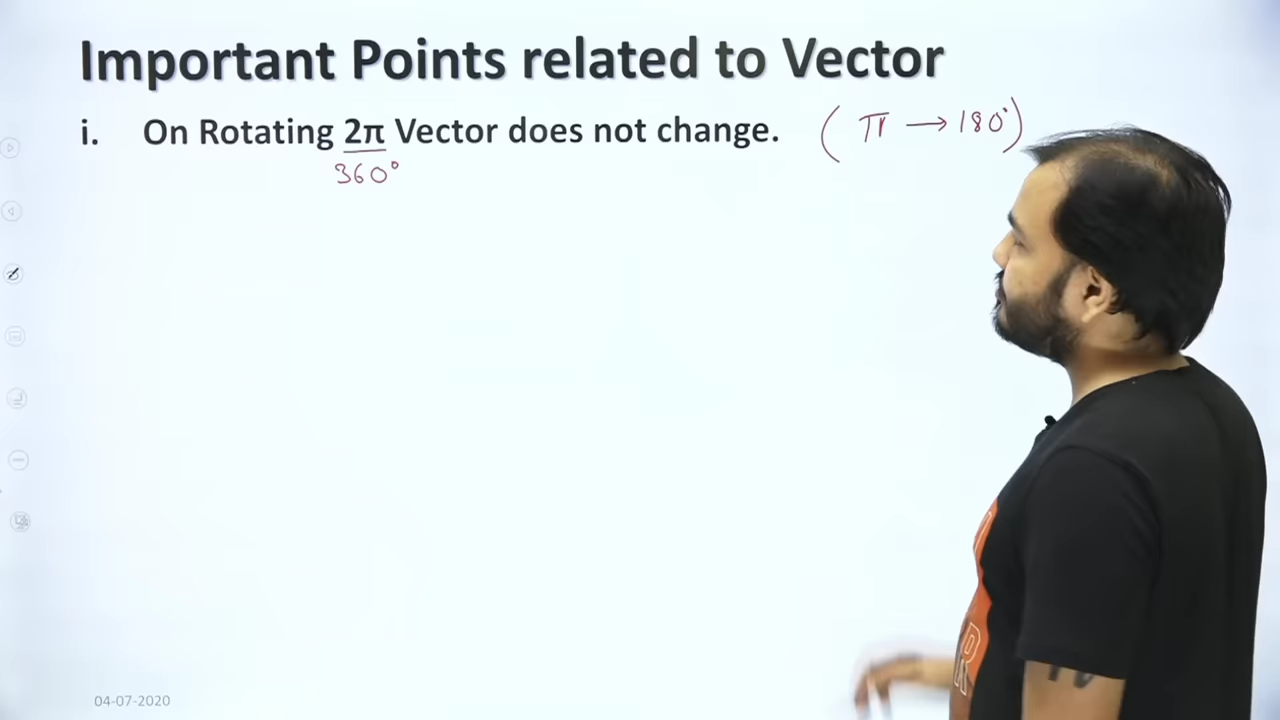 Important Points related to Vector
i. On Rotating 2π Vector does not change. (π → 180°)
360°
04-07-2020